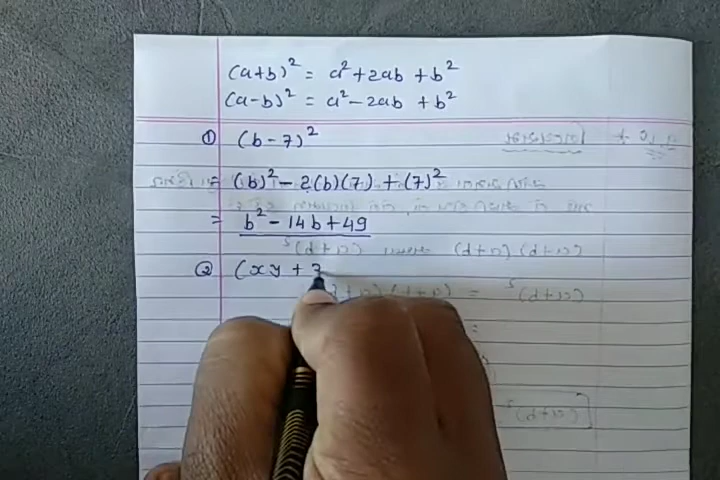 (a+b)² = a² + 2ab + b²
(a-b)² = a² - 2ab + b²
① (b - 7)²
= (b)² - 2(b)(7) + (7)²
= b² - 14b + 49
② (xy + 3